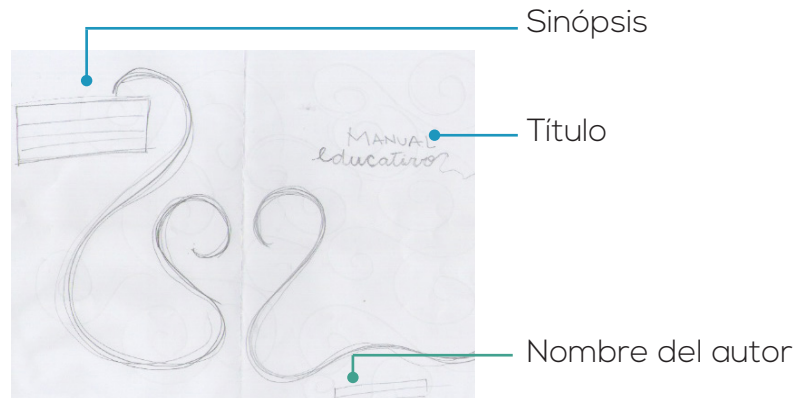 Sinópsis
Título
MANUAL
educativo
Nombre del autor